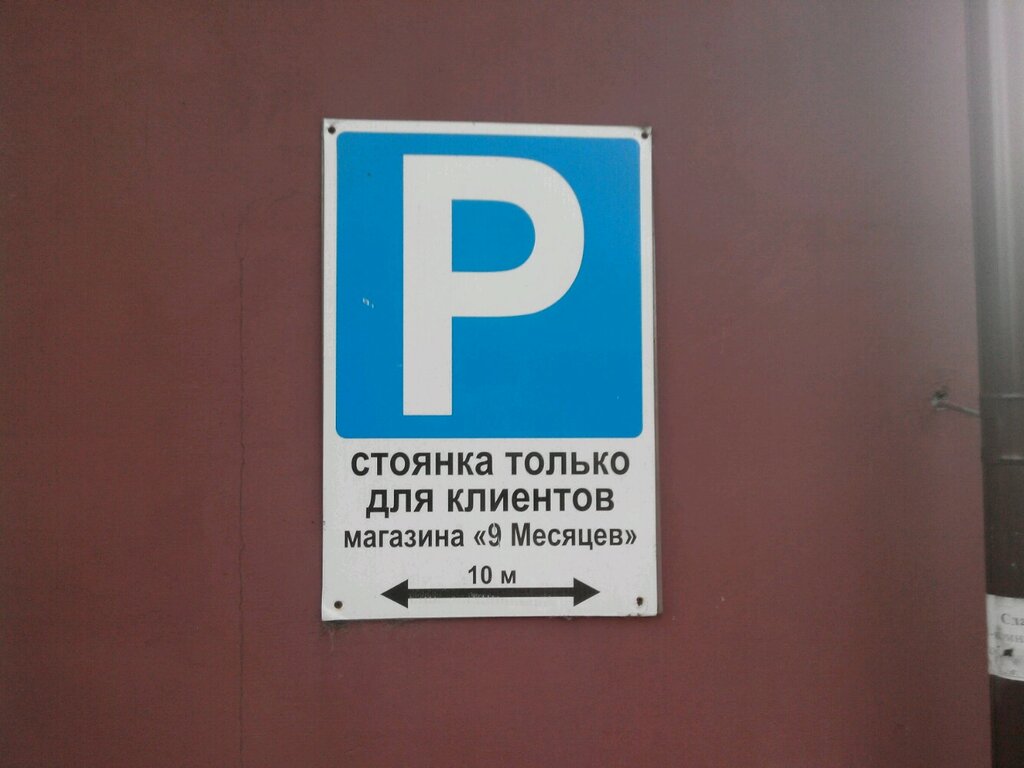 P
стоянка только
для клиентов
магазина «9 Месяцев»
10 м